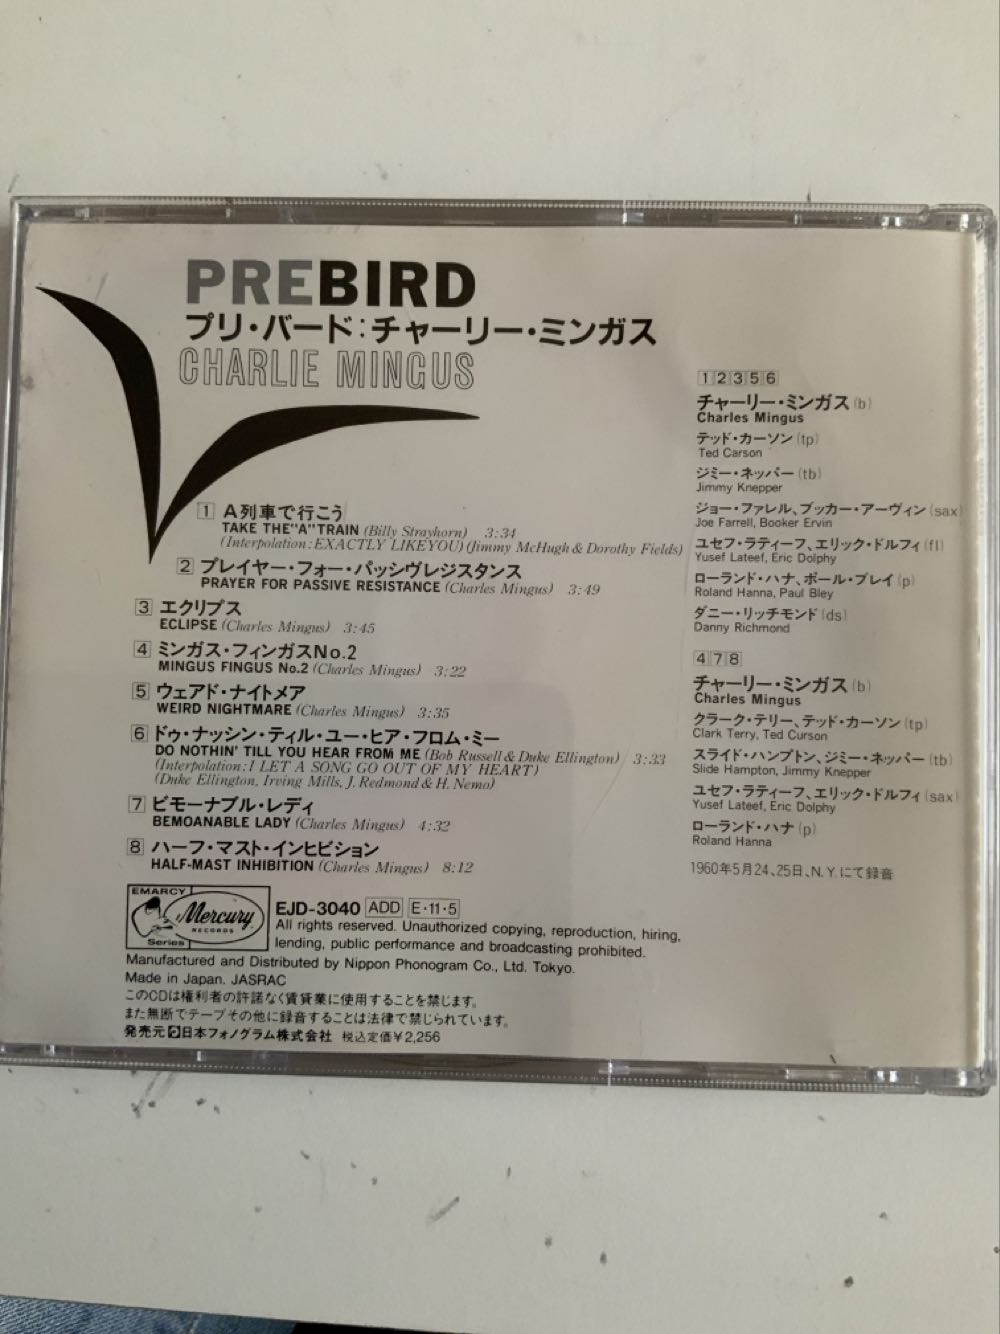 PREBIRD
プリ・バード:チャーリー・ミンガス
CHARLIE MINGUS
1 A列車で行こう
TAKE THE"A"TRAIN (Billy Strayhorn) 3:34
(Interpolation:EXACTLY LIKEYOU)(Jimmy McHugh & Dorothy Fields)
2 プレイヤー・フォー・パッシヴレジスタンス
PRAYER FOR PASSIVE RESISTANCE (Charles Mingus) 3:49
3 エクリプス
ECLIPSE (Charles Mingus) 3:45
4 ミンガス・フィンガスNo.2
MINGUS FINGUS No.2 (Charles Mingus) 3:22
5 ウェアド・ナイトメア
WEIRD NIGHTMARE (Charles Mingus) 3:35
6 ドゥ・ナッシン・ティル・ユー・ヒア・フロム・ミー
DO NOTHIN' TILL YOU HEAR FROM ME (Bob Russell & Duke Ellington) 3:33
(Interpolation:I LET A SONG GO OUT OF MY HEART)
(Duke Ellington, Irving Mills, J. Redmond & H. Nemo)
7 ビモーナブル・レディ
BEMOANABLE LADY (Charles Mingus) 4:32
8 ハーフ・マスト・インヒビション
HALF-MAST INHIBITION (Charles Mingus) 8:12
1 2 3 5 6
チャーリー・ミンガス(b)
Charles Mingus
テッド・カーソン(tp)
Ted Carson
ジミー・ネッパー(tb)
Jimmy Knepper
ジョー・ファレル、ブッカー・アーヴィン(sax)
Joe Farrell, Booker Ervin
ユセフ・ラティーフ、エリック・ドルフィ(fl)
Yusef Lateef, Eric Dolphy
ローランド・ハナ、ポール・ブレイ(p)
Roland Hanna, Paul Bley
ダニー・リッチモンド(ds)
Danny Richmond
4 7 8
チャーリー・ミンガス(b)
Charles Mingus
クラーク・テリー、テッド・カーソン(tp)
Clark Terry, Ted Curson
スライド・ハンプトン、ジミー・ネッパー(tb)
Slide Hampton, Jimmy Knepper
ユセフ・ラティーフ、エリック・ドルフィ(sax)
Yusef Lateef, Eric Dolphy
ローランド・ハナ(p)
Roland Hanna
1960年5月24、25日、N.Y.にて録音
EMARCY
Mercury
RECORDS
Series
EJD-3040 ADD E・11・5
All rights reserved. Unauthorized copying, reproduction, hiring,
lending, public performance and broadcasting prohibited.
Manufactured and Distributed by Nippon Phonogram Co., Ltd. Tokyo.
Made in Japan. JASRAC
このCDは権利者の許諾なく賃貸業に使用することを禁じます。
また無断でテープその他に録音することは法律で禁じられています。
発売元 日本フォノグラム株式会社 税込定価¥2,256